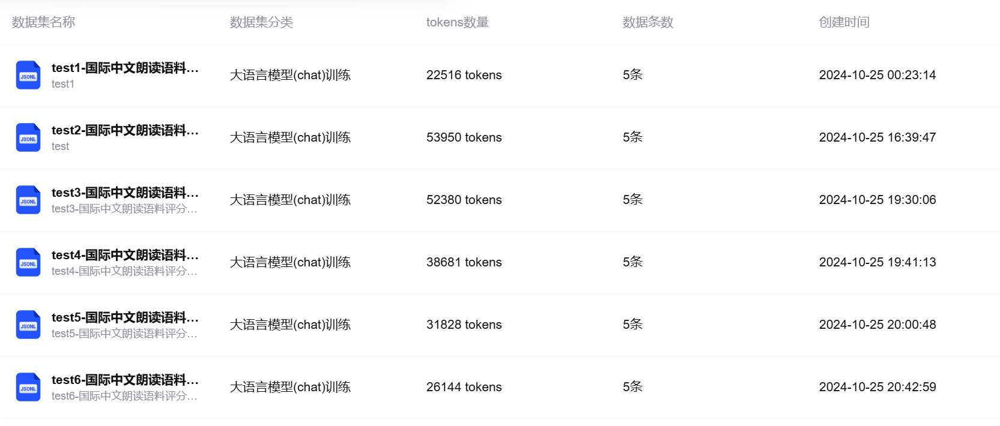 数据集名称 数据集分类 tokens数量 数据条数 创建时间
JSONL test1-国际中文朗读语料... 大语言模型(chat)训练 22516 tokens 5条 2024-10-25 00:23:14
test1
JSONL test2-国际中文朗读语料... 大语言模型(chat)训练 53950 tokens 5条 2024-10-25 16:39:47
test
JSONL test3-国际中文朗读语料... 大语言模型(chat)训练 52380 tokens 5条 2024-10-25 19:30:06
test3-国际中文朗读语料评分...
JSONL test4-国际中文朗读语料... 大语言模型(chat)训练 38681 tokens 5条 2024-10-25 19:41:13
test4-国际中文朗读语料评分...
JSONL test5-国际中文朗读语料... 大语言模型(chat)训练 31828 tokens 5条 2024-10-25 20:00:48
test5-国际中文朗读语料评分...
JSONL test6-国际中文朗读语料... 大语言模型(chat)训练 26144 tokens 5条 2024-10-25 20:42:59
test6-国际中文朗读语料评分...